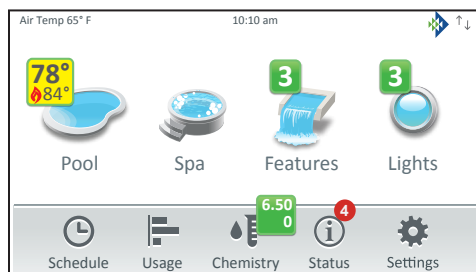 Air Temp 65° F 10:10 am
78°
84°
3
3
Pool Spa Features Lights
6.50
0
4
Schedule Usage Chemistry Status Settings